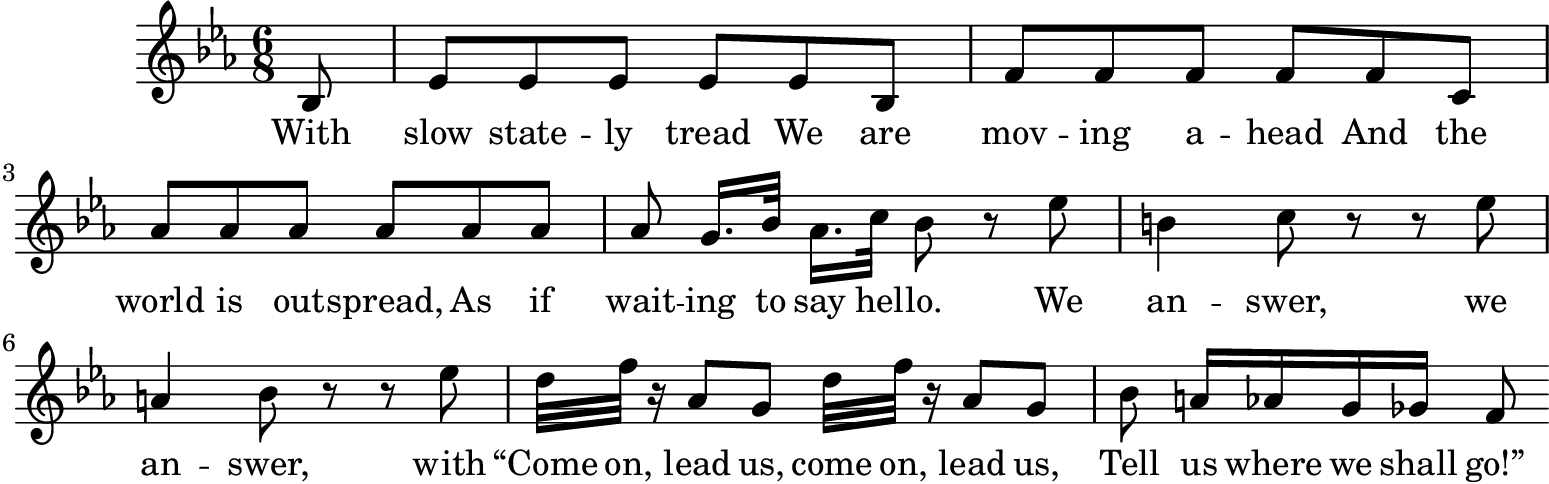 6
8
With slow state - ly tread We are mov - ing a - head And the
3
world is outspread, As if wait - ing to say hello. We an - swer, we
6
an - swer, with “Come on, lead us, come on, lead us, Tell us where we shall go!”